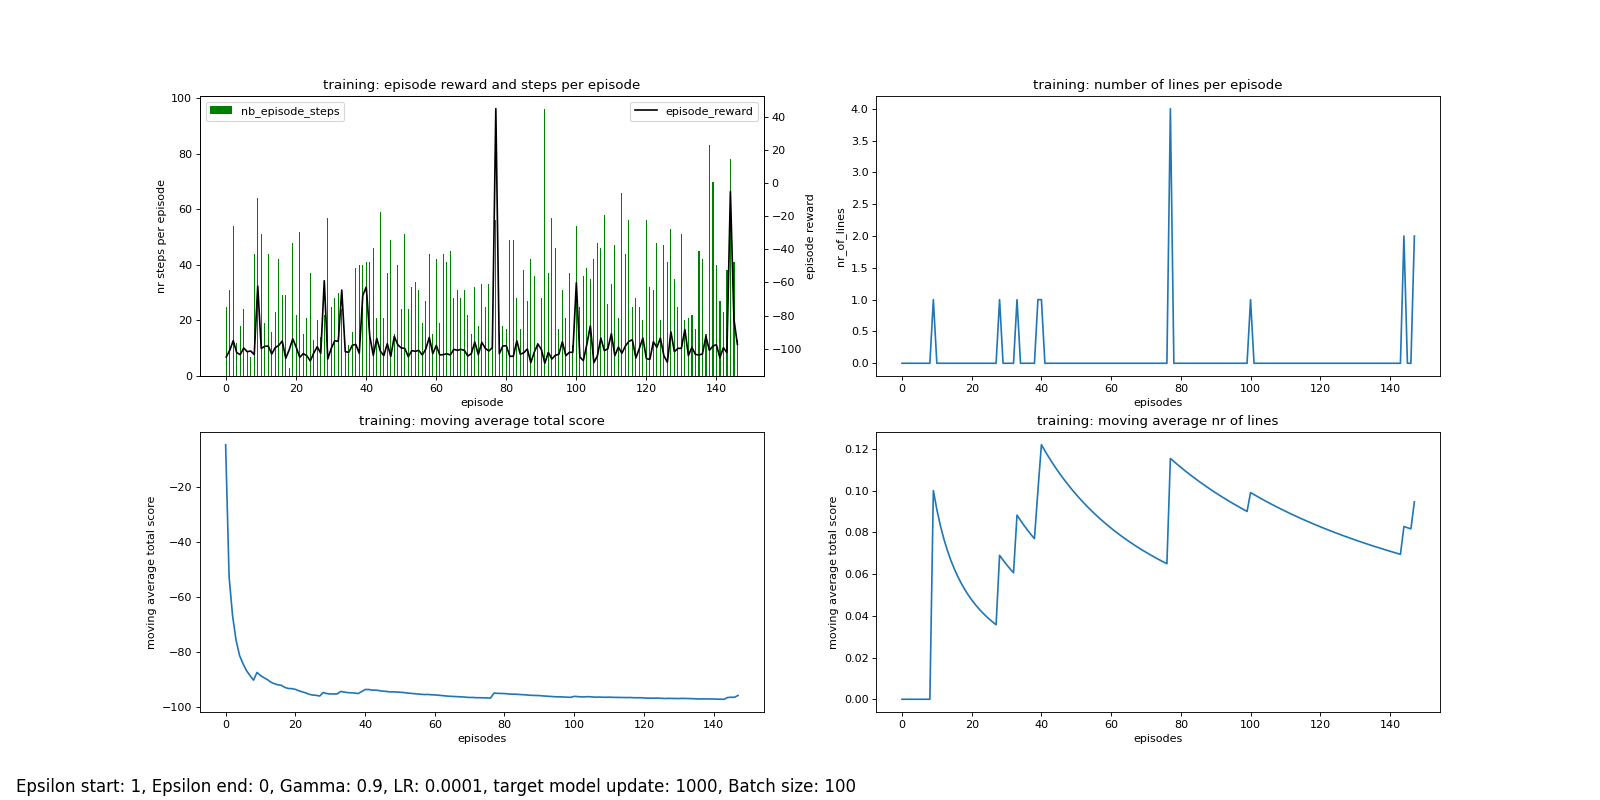 training: episode reward and steps per episode
nb_episode_steps
episode_reward
nr steps per episode
100
80
60
40
20
0
40
20
0
−20
−40
−60
−80
−100
episode reward
0 20 40 60 80 100 120 140
episode
training: number of lines per episode
nr_of_lines
4.0
3.5
3.0
2.5
2.0
1.5
1.0
0.5
0.0
0 20 40 60 80 100 120 140
episodes
training: moving average total score
moving average total score
−20
−40
−60
−80
−100
0 20 40 60 80 100 120 140
episodes
training: moving average nr of lines
moving average total score
0.12
0.10
0.08
0.06
0.04
0.02
0.00
0 20 40 60 80 100 120 140
episodes
Epsilon start: 1, Epsilon end: 0, Gamma: 0.9, LR: 0.0001, target model update: 1000, Batch size: 100